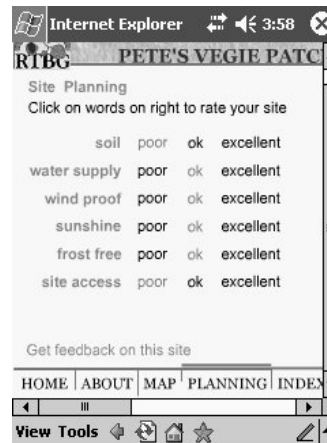 Internet Explorer 3:58
RTBG PETE'S VEGIE PATC
Site Planning
Click on words on right to rate your site
soil poor ok excellent
water supply poor ok excellent
wind proof poor ok excellent
sunshine poor ok excellent
frost free poor ok excellent
site access poor ok excellent
Get feedback on this site
HOME ABOUT MAP PLANNING INDEX
View Tools